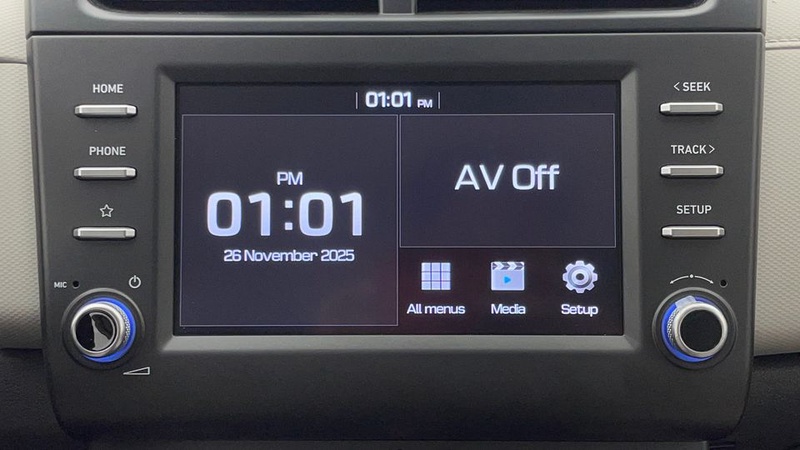 HOME
PHONE
MIC
01:01 PM
PM
01:01
26 November 2025
AV Off
All menus
Media
Setup
< SEEK
TRACK >
SETUP